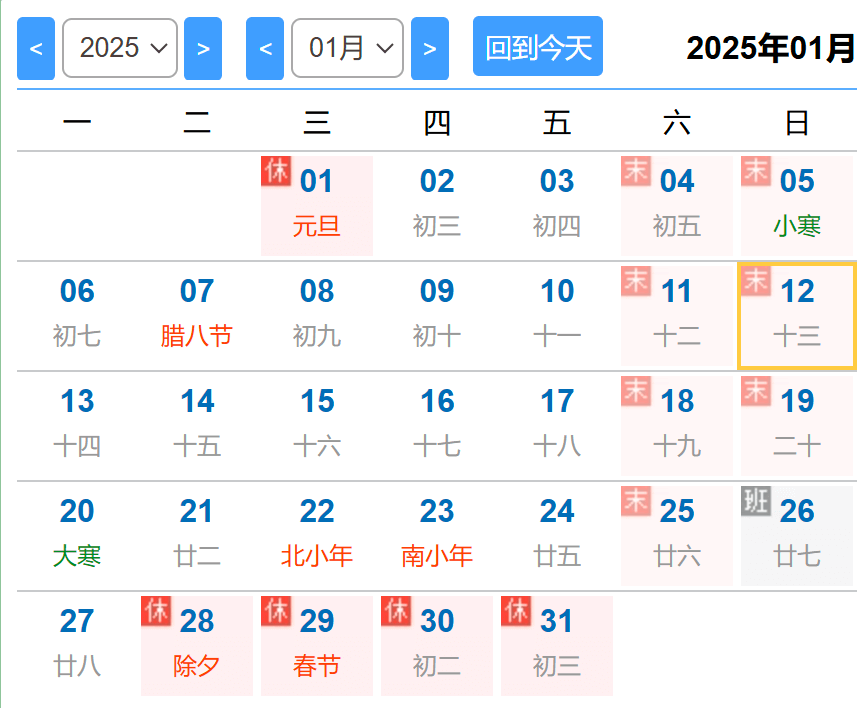 < 2025 > < 01月 > 回到今天 2025年01月
一 二 三 四 五 六 日
休 01 02 03 末 04 末 05
元旦 初三 初四 初五 小寒
06 07 08 09 10 末 11 末 12
初七 腊八节 初九 初十 十一 十二 十三
13 14 15 16 17 末 18 末 19
十四 十五 十六 十七 十八 十九 二十
20 21 22 23 24 末 25 班 26
大寒 廿二 北小年 南小年 廿五 廿六 廿七
27 休 28 休 29 休 30 休 31
廿八 除夕 春节 初二 初三